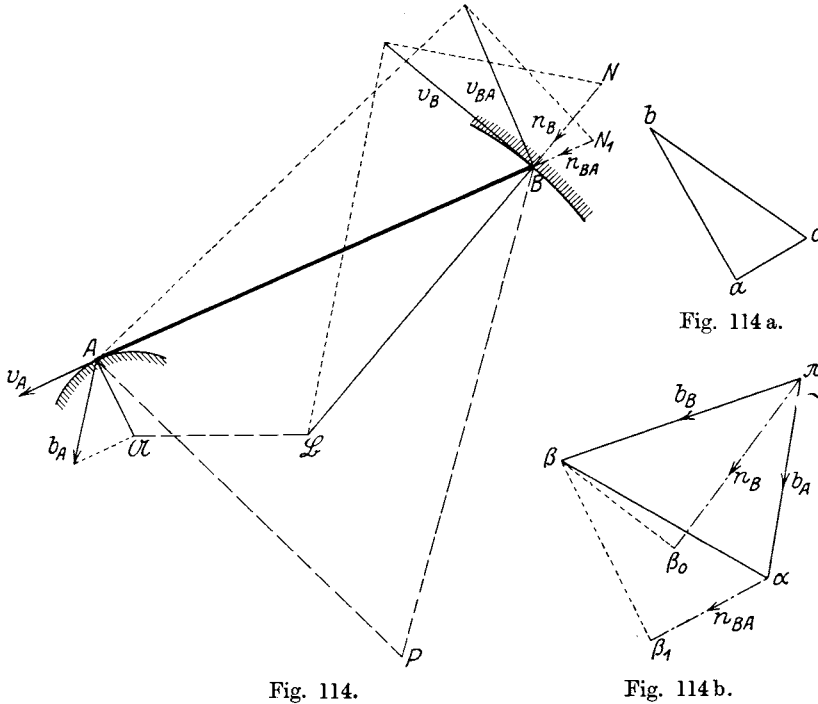 N
v_B
v_BA
n_B
N_1
n_BA
B
b
o
a
Fig. 114 a.
A
v_A
b_A
𝔄
𝔏
P
Fig. 114.
π
b_B
β
n_B
b_A
β_0
α
n_BA
β_1
Fig. 114 b.